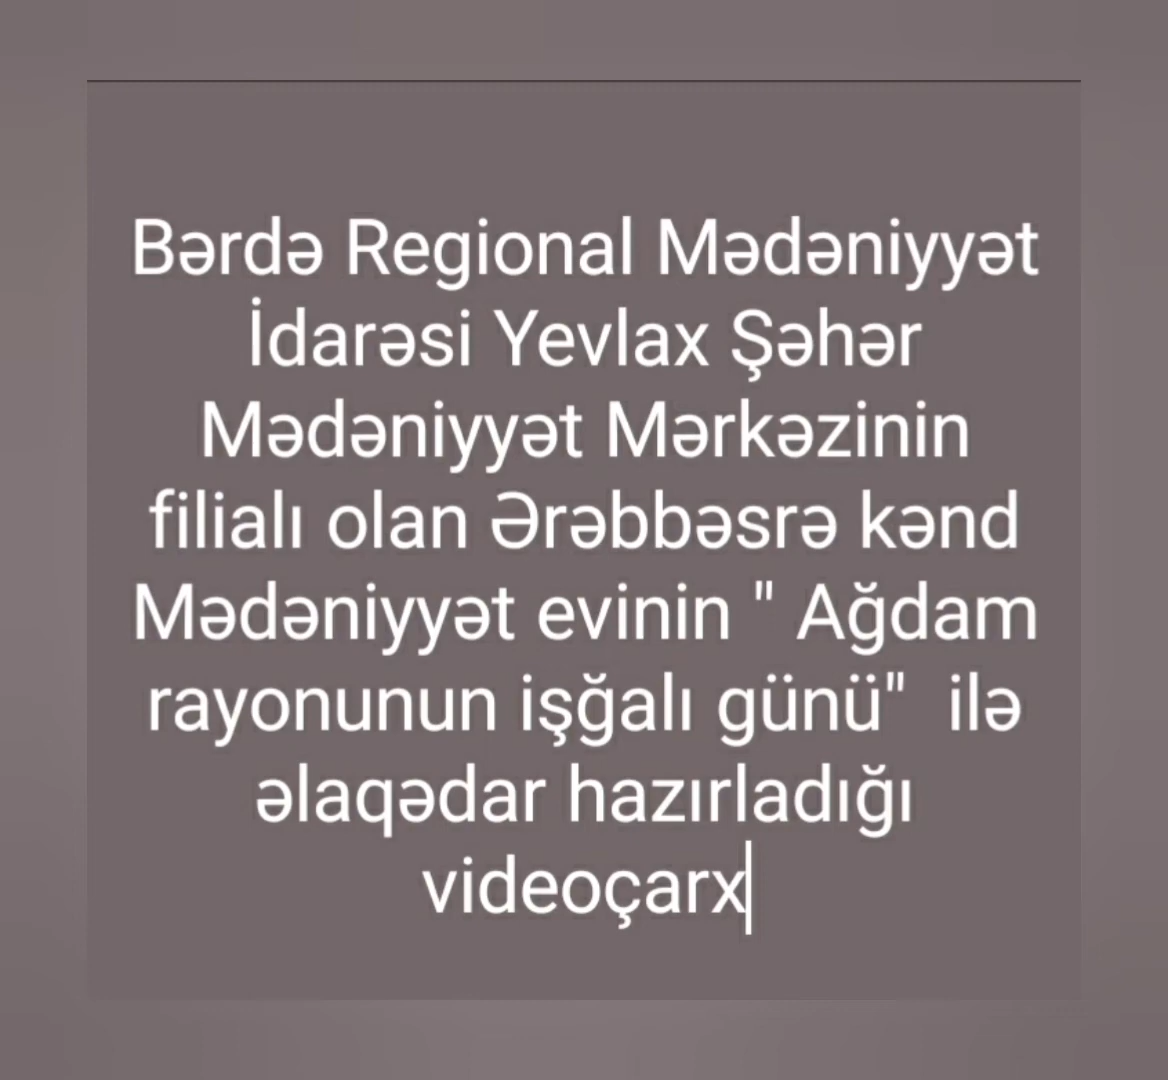 Bərdə Regional Mədəniyyət
İdarəsi Yevlax Şəhər
Mədəniyyət Mərkəzinin
filialı olan Ərəbbəsrə kənd
Mədəniyyət evinin " Ağdam
rayonunun işğalı günü"  ilə
əlaqədar hazırladığı
videoçarx